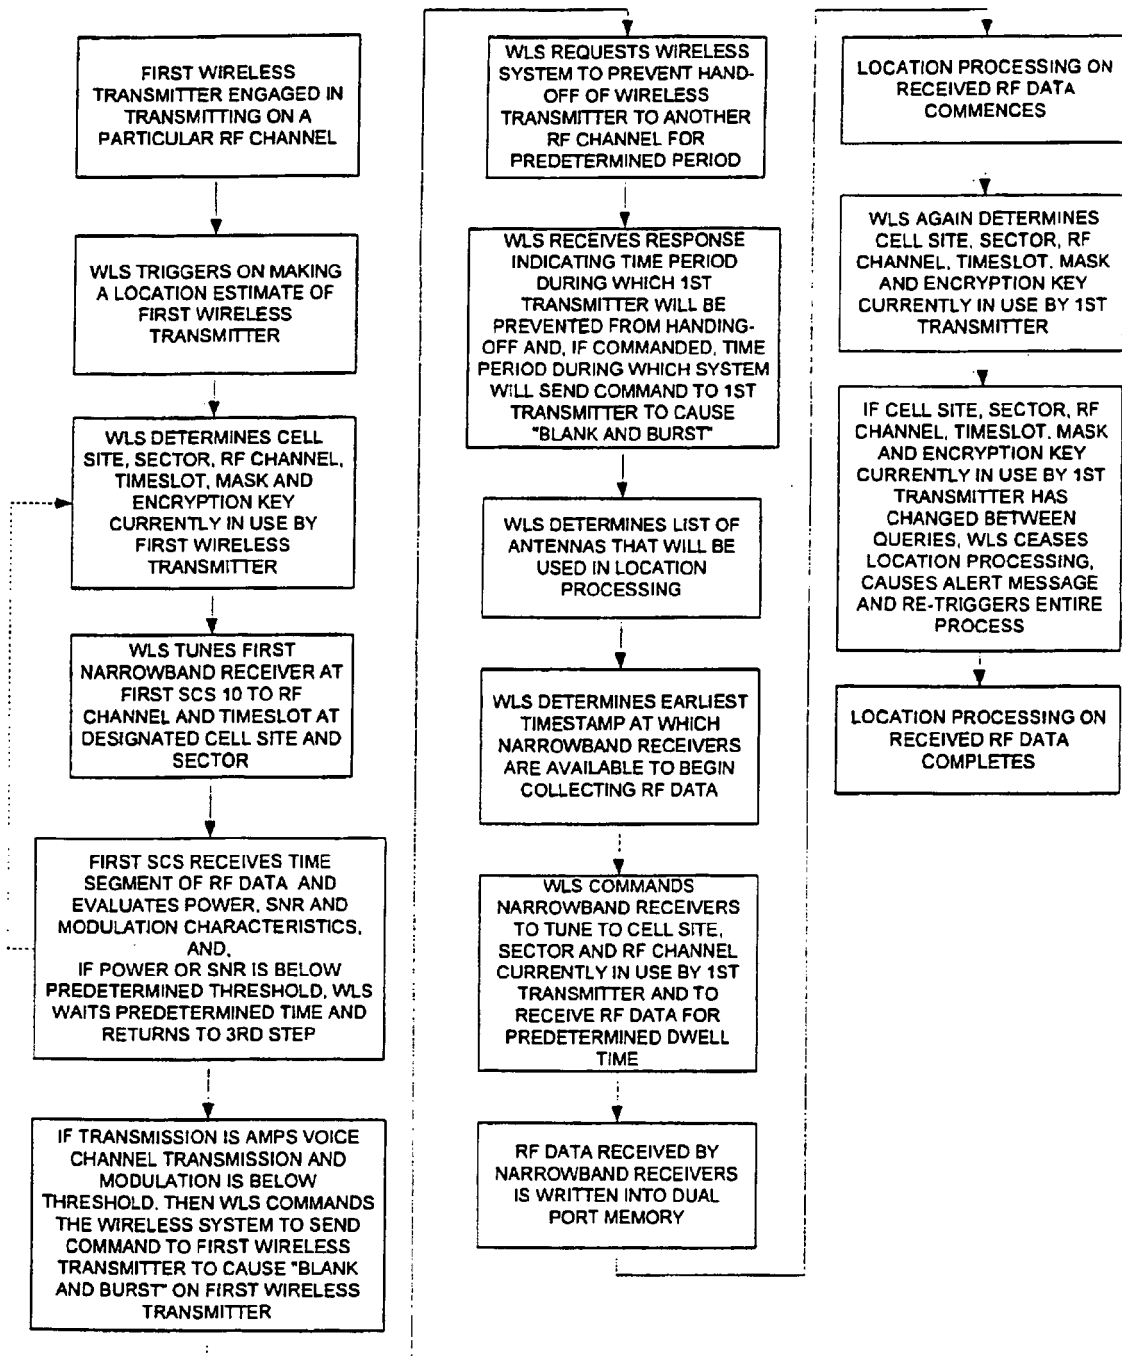 FIRST WIRELESS
TRANSMITTER ENGAGED IN
TRANSMITTING ON A
PARTICULAR RF CHANNEL
WLS TRIGGERS ON MAKING
A LOCATION ESTIMATE OF
FIRST WIRELESS
TRANSMITTER
WLS DETERMINES CELL
SITE, SECTOR, RF CHANNEL,
TIMESLOT, MASK AND
ENCRYPTION KEY
CURRENTLY IN USE BY
FIRST WIRELESS
TRANSMITTER
WLS TUNES FIRST
NARROWBAND RECEIVER AT
FIRST SCS 10 TO RF
CHANNEL AND TIMESLOT AT
DESIGNATED CELL SITE AND
SECTOR
FIRST SCS RECEIVES TIME
SEGMENT OF RF DATA AND
EVALUATES POWER, SNR AND
MODULATION CHARACTERISTICS,
AND,
IF POWER OR SNR IS BELOW
PREDETERMINED THRESHOLD, WLS
WAITS PREDETERMINED TIME AND
RETURNS TO 3RD STEP
IF TRANSMISSION IS AMPS VOICE
CHANNEL TRANSMISSION AND
MODULATION IS BELOW
THRESHOLD, THEN WLS COMMANDS
THE WIRELESS SYSTEM TO SEND
COMMAND TO FIRST WIRELESS
TRANSMITTER TO CAUSE "BLANK
AND BURST" ON FIRST WIRELESS
TRANSMITTER
WLS REQUESTS WIRELESS
SYSTEM TO PREVENT HAND-
OFF OF WIRELESS
TRANSMITTER TO ANOTHER
RF CHANNEL FOR
PREDETERMINED PERIOD
WLS RECEIVES RESPONSE
INDICATING TIME PERIOD
DURING WHICH 1ST
TRANSMITTER WILL BE
PREVENTED FROM HANDING-
OFF AND, IF COMMANDED, TIME
PERIOD DURING WHICH SYSTEM
WILL SEND COMMAND TO 1ST
TRANSMITTER TO CAUSE
"BLANK AND BURST"
WLS DETERMINES LIST OF
ANTENNAS THAT WILL BE
USED IN LOCATION
PROCESSING
WLS DETERMINES EARLIEST
TIMESTAMP AT WHICH
NARROWBAND RECEIVERS
ARE AVAILABLE TO BEGIN
COLLECTING RF DATA
WLS COMMANDS
NARROWBAND RECEIVERS
TO TUNE TO CELL SITE,
SECTOR AND RF CHANNEL
CURRENTLY IN USE BY 1ST
TRANSMITTER AND TO
RECEIVE RF DATA FOR
PREDETERMINED DWELL
TIME
RF DATA RECEIVED BY
NARROWBAND RECEIVERS
IS WRITTEN INTO DUAL
PORT MEMORY
LOCATION PROCESSING ON
RECEIVED RF DATA
COMMENCES
WLS AGAIN DETERMINES
CELL SITE, SECTOR, RF
CHANNEL, TIMESLOT, MASK
AND ENCRYPTION KEY
CURRENTLY IN USE BY 1ST
TRANSMITTER
IF CELL SITE, SECTOR, RF
CHANNEL, TIMESLOT, MASK
AND ENCRYPTION KEY
CURRENTLY IN USE BY 1ST
TRANSMITTER HAS
CHANGED BETWEEN
QUERIES, WLS CEASES
LOCATION PROCESSING,
CAUSES ALERT MESSAGE
AND RE-TRIGGERS ENTIRE
PROCESS
LOCATION PROCESSING ON
RECEIVED RF DATA
COMPLETES